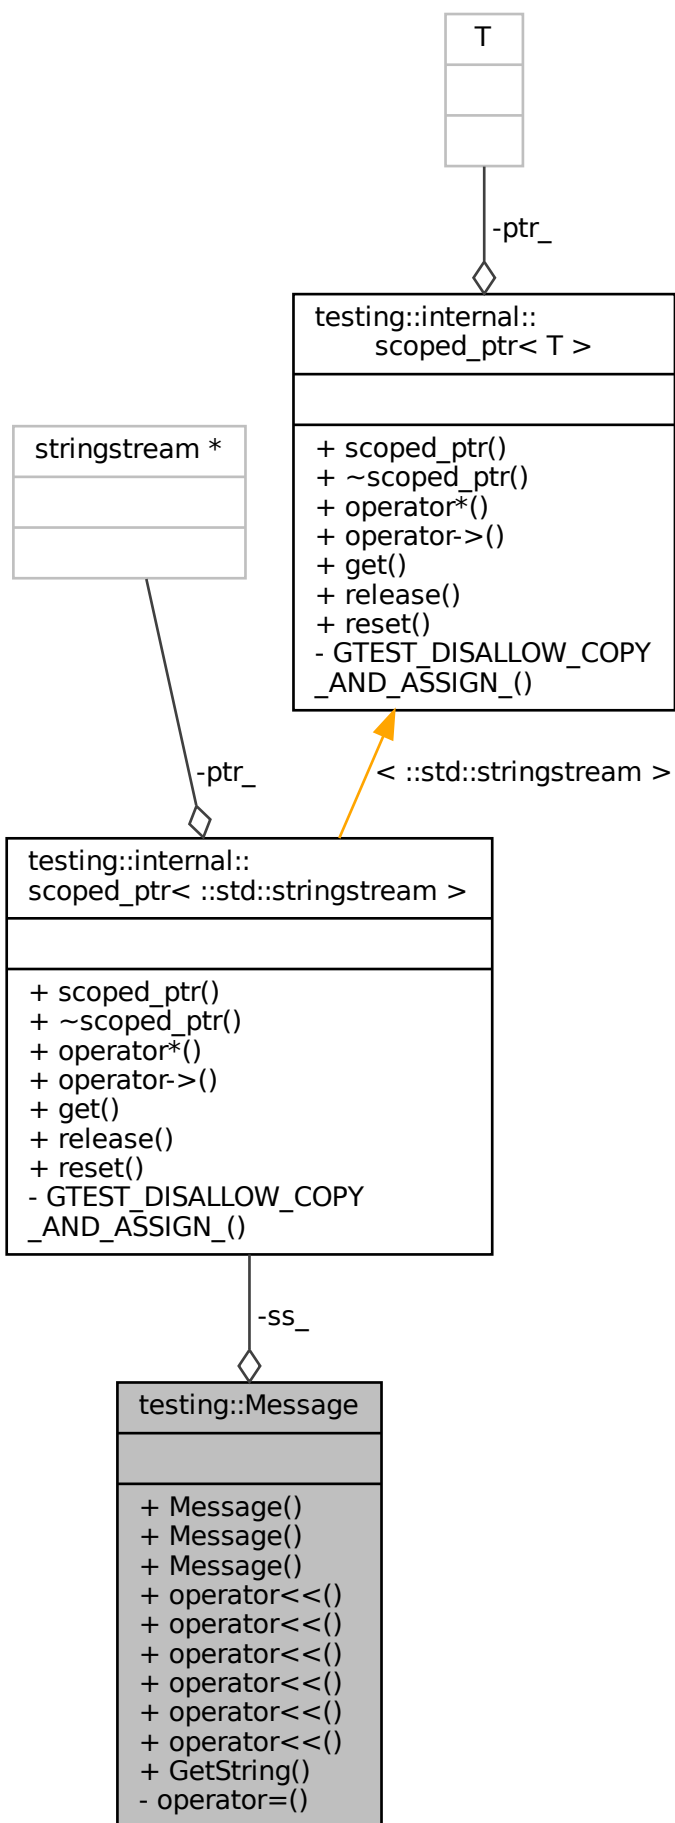 T
-ptr_
testing::internal::
scoped_ptr< T >
+ scoped_ptr()
+ ~scoped_ptr()
+ operator*()
+ operator->()
+ get()
+ release()
+ reset()
- GTEST_DISALLOW_COPY
_AND_ASSIGN_()
stringstream *
-ptr_
< ::std::stringstream >
testing::internal::
scoped_ptr< ::std::stringstream >
+ scoped_ptr()
+ ~scoped_ptr()
+ operator*()
+ operator->()
+ get()
+ release()
+ reset()
- GTEST_DISALLOW_COPY
_AND_ASSIGN_()
-ss_
testing::Message
+ Message()
+ Message()
+ Message()
+ operator<<()
+ operator<<()
+ operator<<()
+ operator<<()
+ operator<<()
+ operator<<()
+ GetString()
- operator=()